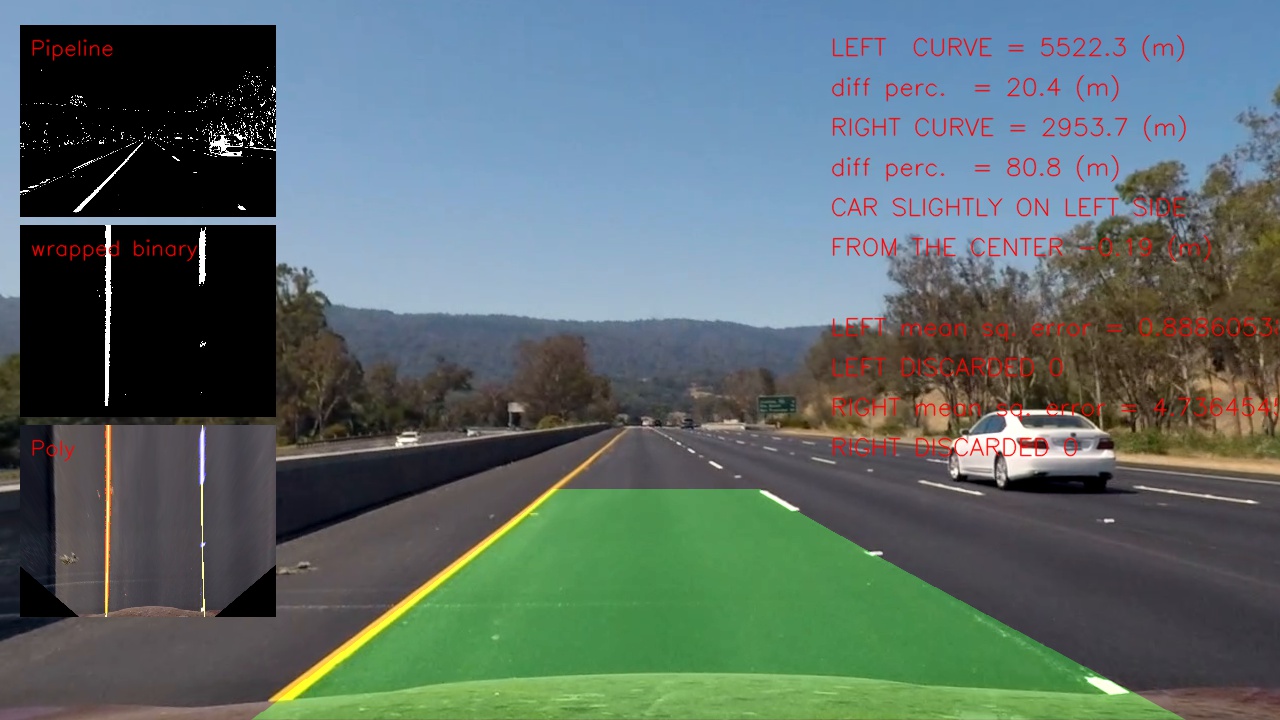 Pipeline
wrapped binary
Poly
LEFT  CURVE = 5522.3 (m)
diff perc.  = 20.4 (m)
RIGHT CURVE = 2953.7 (m)
diff perc.  = 80.8 (m)
CAR SLIGHTLY ON LEFT SIDE
FROM THE CENTER -0.19 (m)
LEFT mean sq. error = 0.888605
LEFT DISCARDED 0
RIGHT mean sq. error = 4.738454
RIGHT DISCARDED 0